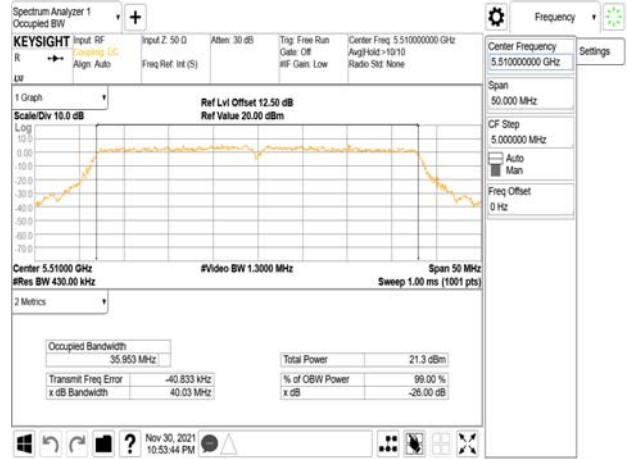 Spectrum Analyzer 1
Occupied BW
Frequency
KEYSIGHT
Input: RF
Coupling: DC
Align: Auto
Input Z: 50 Ω
Freq Ref: Int (S)
Atten: 30 dB
Trig: Free Run
Gate: Off
#IF Gain: Low
Center Freq: 5.510000000 GHz
Avg|Hold:>10/10
Radio Std: None
R
LXI
Center Frequency
5.510000000 GHz
Settings
Span
50.000 MHz
CF Step
5.000000 MHz
Auto
Man
Freq Offset
0 Hz
1 Graph
Scale/Div 10.0 dB
Ref Lvl Offset 12.50 dB
Ref Value 20.00 dBm
Log
10.0
0.00
-10.0
-20.0
-30.0
-40.0
-50.0
-60.0
-70.0
Center 5.51000 GHz
#Res BW 430.00 kHz
#Video BW 1.3000 MHz
Span 50 MHz
Sweep 1.00 ms (1001 pts)
2 Metrics
Occupied Bandwidth
35.953 MHz
Total Power 21.3 dBm
Transmit Freq Error -40.833 kHz
% of OBW Power 99.00 %
x dB Bandwidth 40.03 MHz
x dB -26.00 dB
?
Nov 30, 2021
10:53:44 PM